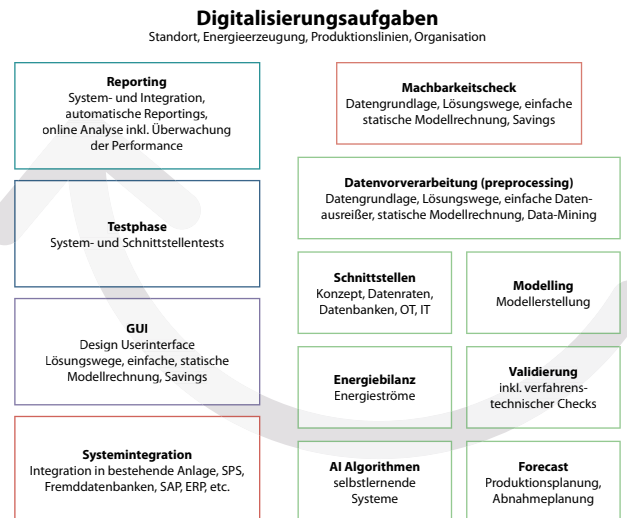 Digitalisierungsaufgaben
Standort, Energieerzeugung, Produktionslinien, Organisation
Reporting
System- und Integration,
automatische Reportings,
online Analyse inkl. Überwachung
der Performance
Testphase
System- und Schnittstellentests
GUI
Design Userinterface
Lösungswege, einfache, statische
Modellrechnung, Savings
Systemintegration
Integration in bestehende Anlage, SPS,
Fremddatenbanken, SAP, ERP, etc.
Machbarkeitscheck
Datengrundlage, Lösungswege, einfache
statische Modellrechnung, Savings
Datenvorverarbeitung (preprocessing)
Datengrundlage, Lösungswege, einfache Daten-
ausreißer, statische Modellrechnung, Data-Mining
Schnittstellen
Konzept, Datenraten,
Datenbanken, OT, IT
Modelling
Modellerstellung
Energiebilanz
Energieströme
Validierung
inkl. verfahrens-
technischer Checks
AI Algorithmen
selbstlernende
Systeme
Forecast
Produktionsplanung,
Abnahmeplanung